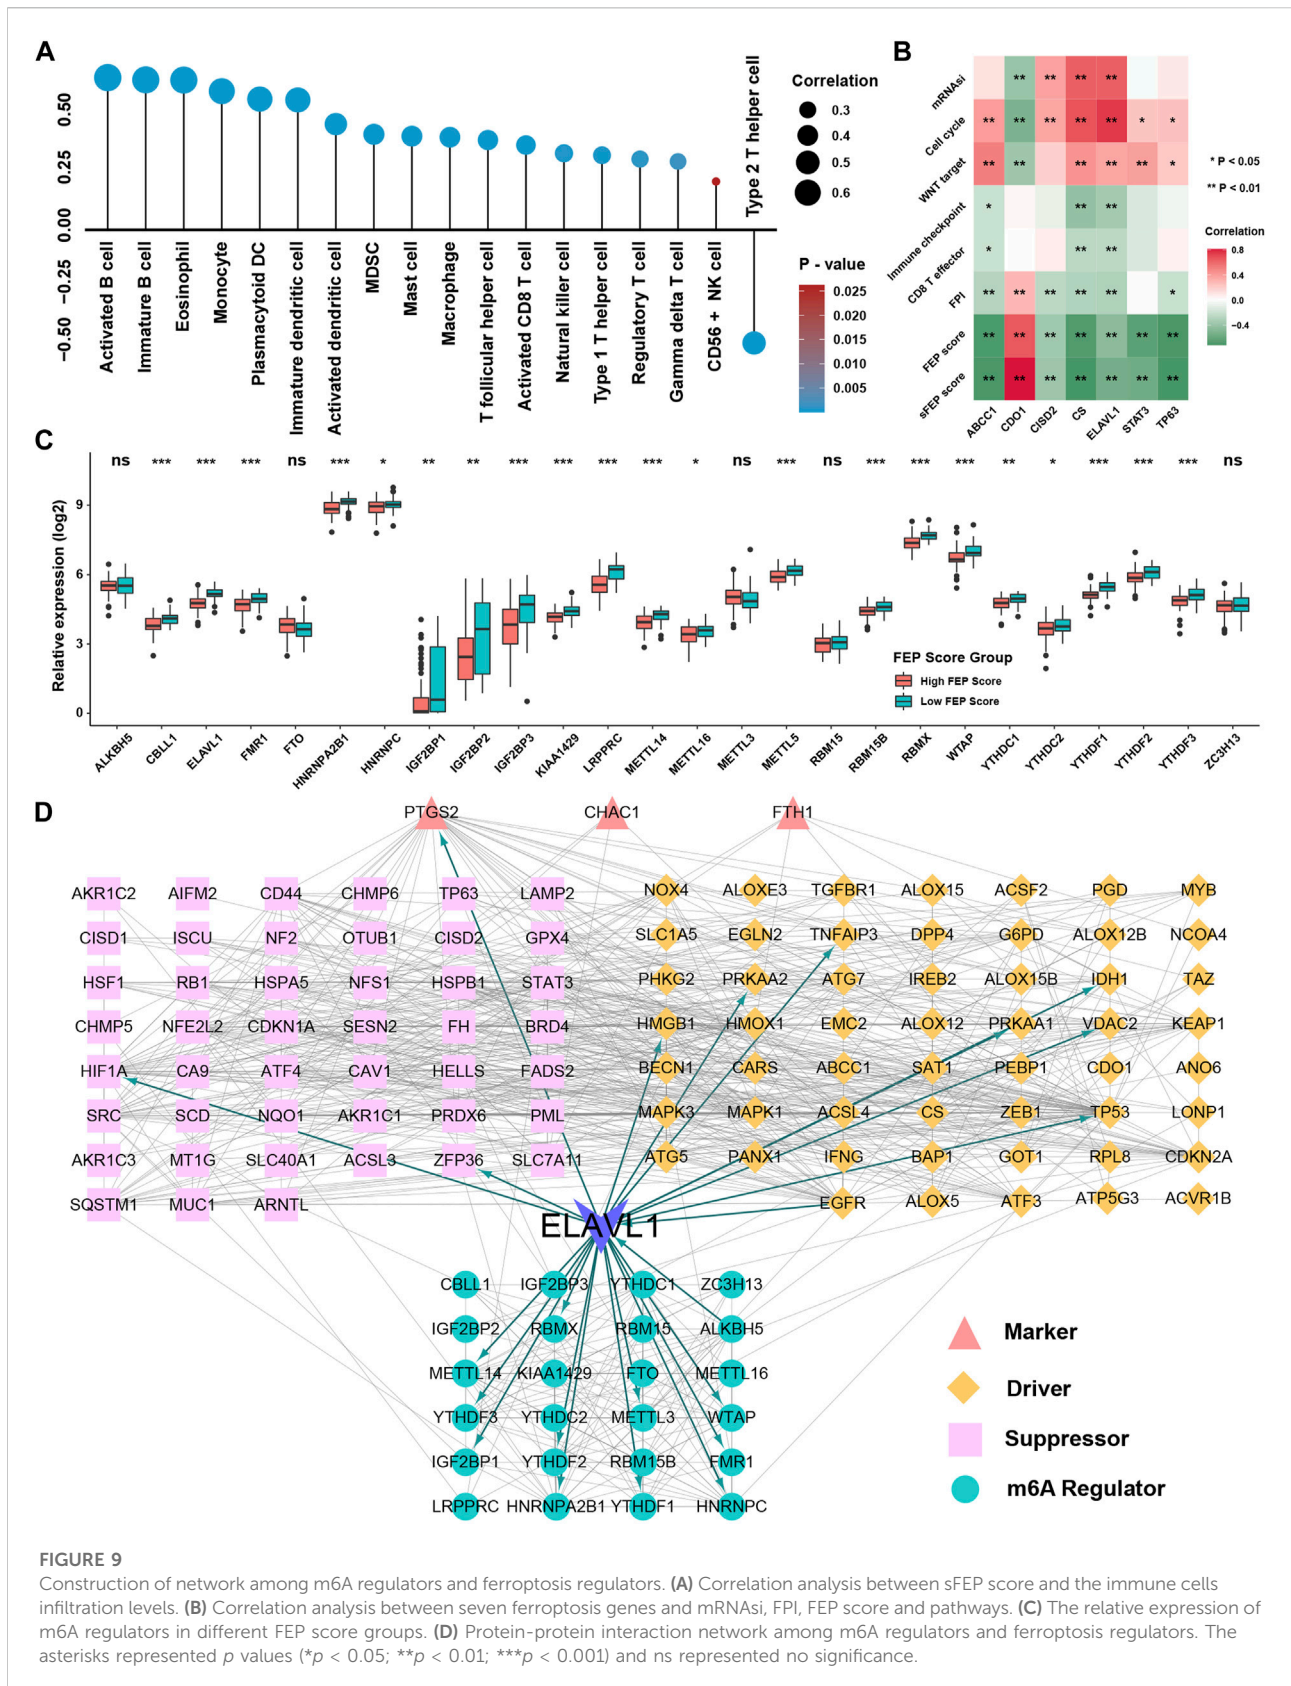 A
0.50
0.25
0.00
−0.25
−0.50
Activated B cell
Immature B cell
Eosinophil
Monocyte
Plasmacytoid DC
Immature dendritic cell
Activated dendritic cell
MDSC
Mast cell
Macrophage
T follicular helper cell
Activated CD8 T cell
Natural killer cell
Type 1 T helper cell
Regulatory T cell
Gamma delta T cell
CD56 + NK cell
Type 2 T helper cell
Correlation
0.3
0.4
0.5
0.6
P - value
0.025
0.020
0.015
0.010
0.005
B
mRNAsi
** ** ** **
Cell cycle
** ** ** ** ** * *
WNT target
** ** ** ** ** *
Immune checkpoint
* ** **
CD8 T effector
* ** **
FPI
** ** ** ** ** *
FEP score
** ** ** ** ** ** **
sFEP score
** ** ** ** ** ** **
ABCC1 CDO1 CISD2 CS ELAVL1 STAT3 TP63
* P < 0.05
** P < 0.01
Correlation
0.8
0.4
0.0
−0.4
C
ns *** *** *** ns *** * ** ** *** *** *** *** * ns *** ns *** *** *** ** * *** *** *** ns
Relative expression (log2)
9
6
3
0
FEP Score Group
High FEP Score
Low FEP Score
ALKBH5 CBLL1 ELAVL1 FMR1 FTO HNRNPA2B1 HNRNPC IGF2BP1 IGF2BP2 IGF2BP3 KIAA1429 LRPPRC METTL14 METTL16 METTL3 METTL5 RBM15 RBM15B RBMX WTAP YTHDC1 YTHDC2 YTHDF1 YTHDF2 YTHDF3 ZC3H13
D
PTGS2 CHAC1 FTH1
AKR1C2 AIFM2 CD44 CHMP6 TP63 LAMP2 NOX4 ALOXE3 TGFBR1 ALOX15 ACSF2 PGD MYB
CISD1 ISCU NF2 OTUB1 CISD2 GPX4 SLC1A5 EGLN2 TNFAIP3 DPP4 G6PD ALOX12B NCOA4
HSF1 RB1 HSPA5 NFS1 HSPB1 STAT3 PHKG2 PRKAA2 ATG7 IREB2 ALOX15B IDH1 TAZ
CHMP5 NFE2L2 CDKN1A SESN2 FH BRD4 HMGB1 HMOX1 EMC2 ALOX12 PRKAA1 VDAC2 KEAP1
HIF1A CA9 ATF4 CAV1 HELLS FADS2 BECN1 CARS ABCC1 SAT1 PEBP1 CDO1 ANO6
SRC SCD NQO1 AKR1C1 PRDX6 PML MAPK3 MAPK1 ACSL4 CS ZEB1 TP53 LONP1
AKR1C3 MT1G SLC40A1 ACSL3 ZFP36 SLC7A11 ATG5 PANX1 IFNG BAP1 GOT1 RPL8 CDKN2A
SQSTM1 MUC1 ARNTL EGFR ALOX5 ATF3 ATP5G3 ACVR1B
ELAVL1
CBLL1 IGF2BP3 YTHDC1 ZC3H13
IGF2BP2 RBMX RBM15 ALKBH5
METTL14 KIAA1429 FTO METTL16
YTHDF3 YTHDC2 METTL3 WTAP
IGF2BP1 YTHDF2 RBM15B FMR1
LRPPRC HNRNPA2B1 YTHDF1 HNRNPC
Marker
Driver
Suppressor
m6A Regulator
FIGURE 9
Construction of network among m6A regulators and ferroptosis regulators. (A) Correlation analysis between sFEP score and the immune cells
infiltration levels. (B) Correlation analysis between seven ferroptosis genes and mRNAsi, FPI, FEP score and pathways. (C) The relative expression of
m6A regulators in different FEP score groups. (D) Protein-protein interaction network among m6A regulators and ferroptosis regulators. The
asterisks represented p values (*p < 0.05; **p < 0.01; ***p < 0.001) and ns represented no significance.